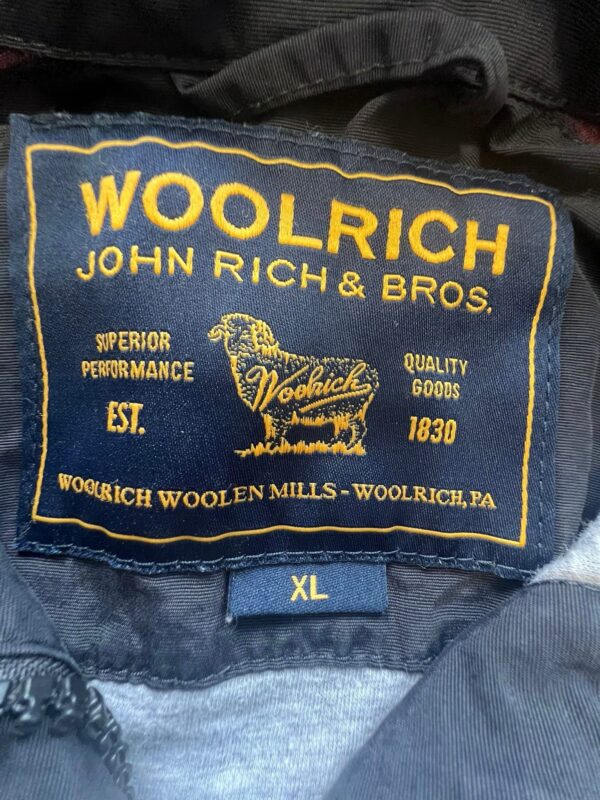 WOOLRICH
JOHN RICH & BROS.
SUPERIOR
PERFORMANCE
EST.
Woolrich
QUALITY
GOODS
1830
WOOLRICH WOOLEN MILLS - WOOLRICH, PA
XL